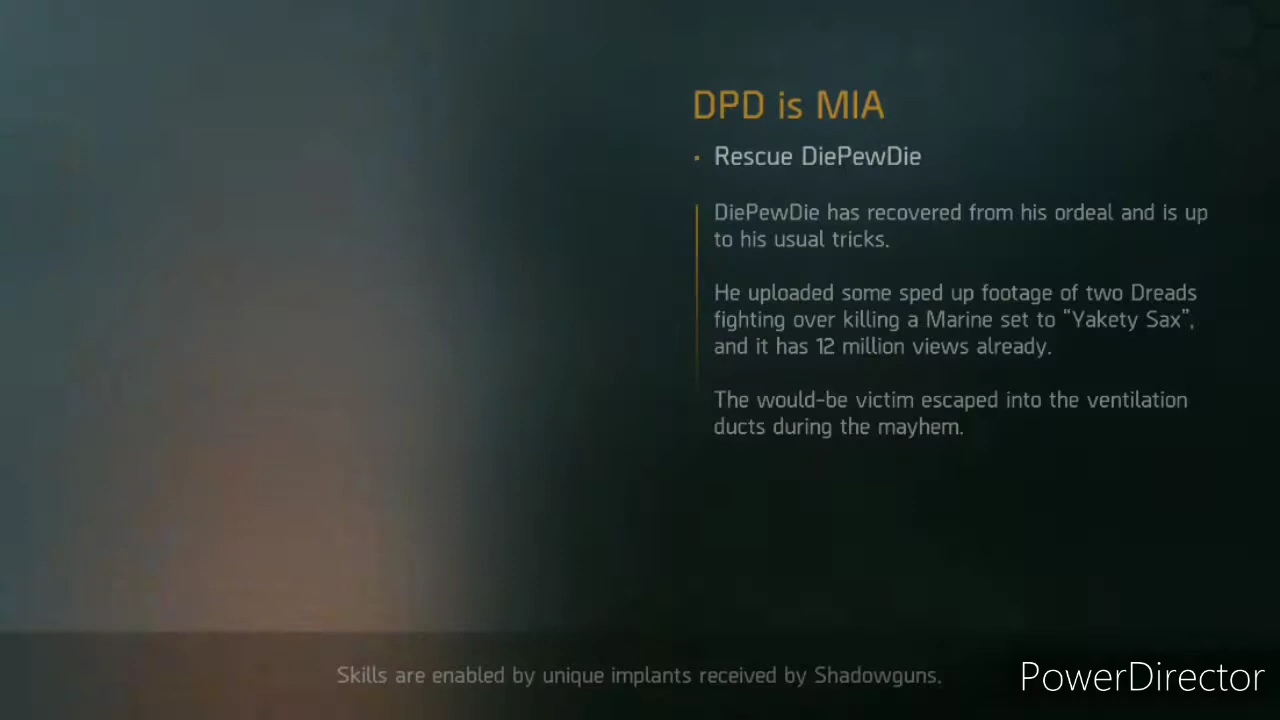 DPD is MIA
Rescue DiePewDie
DiePewDie has recovered from his ordeal and is up
to his usual tricks.
He uploaded some sped up footage of two Dreads
fighting over killing a Marine set to "Yakety Sax",
and it has 12 million views already.
The would-be victim escaped into the ventilation
ducts during the mayhem.
Skills are enabled by unique implants received by Shadowguns.
PowerDirector